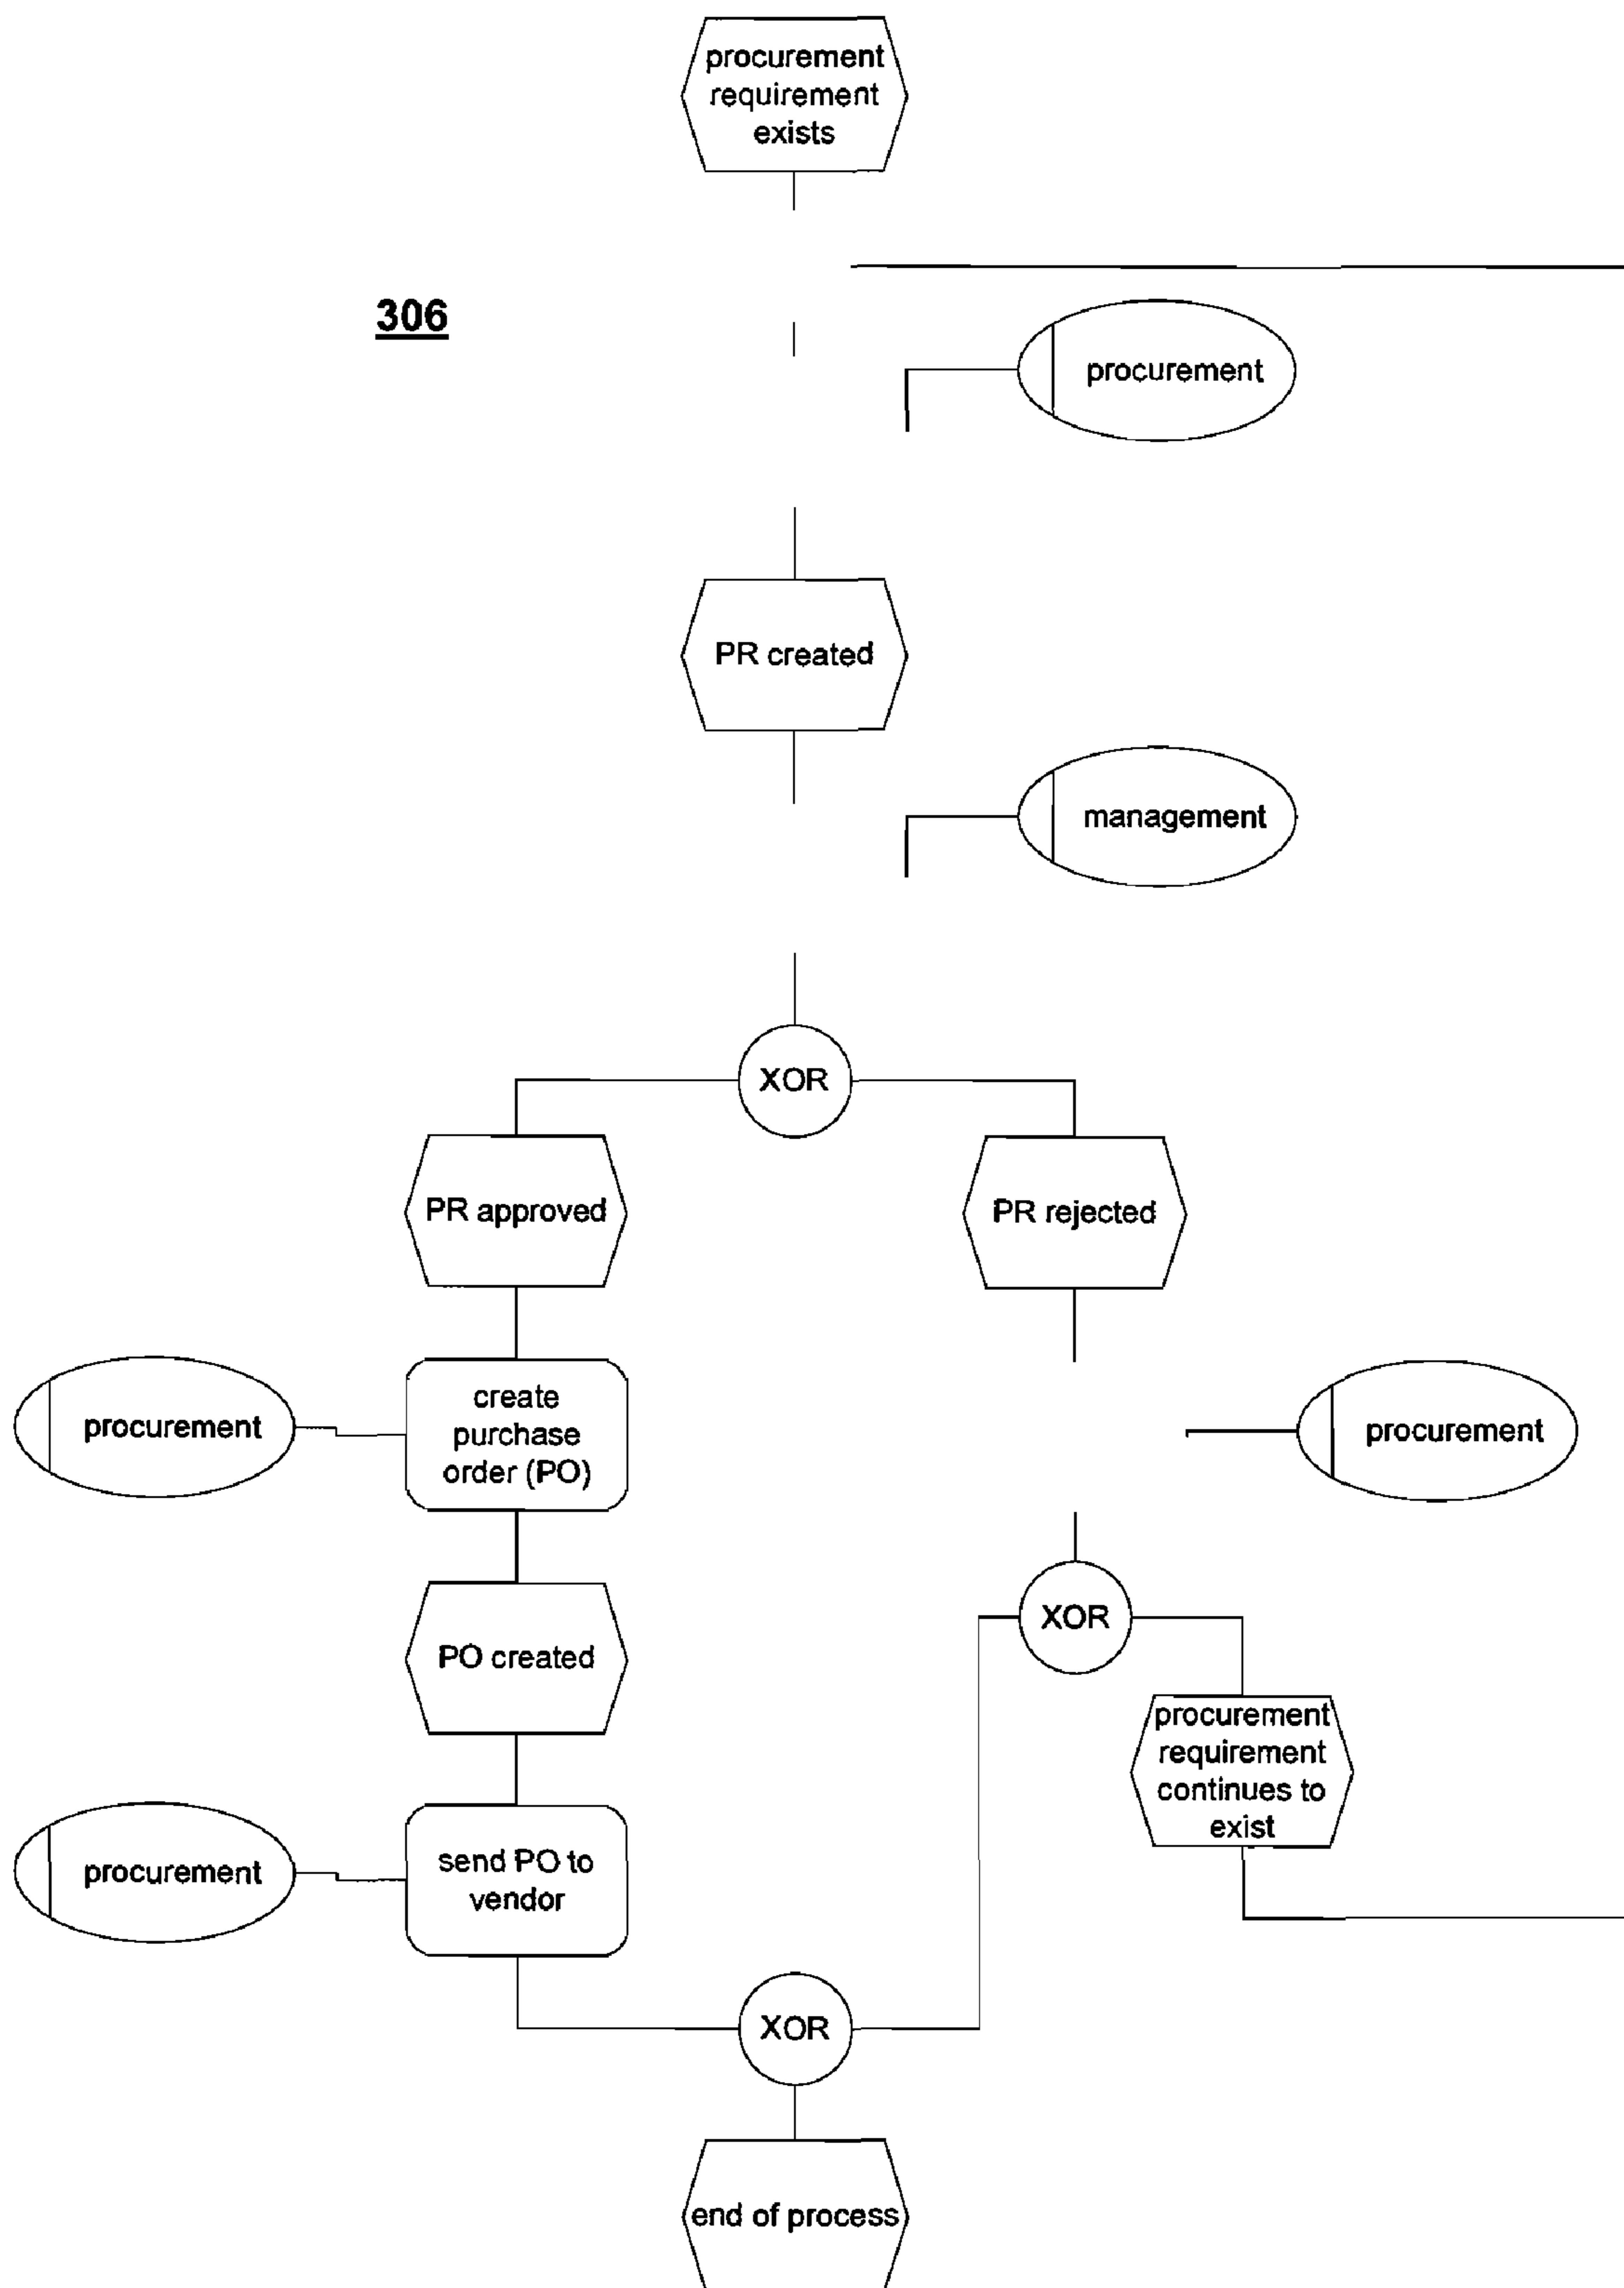 procurement
requirement
exists
306
procurement
PR created
management
XOR
PR approved
PR rejected
procurement
create
purchase
order (PO)
procurement
XOR
PO created
procurement
requirement
continues to
exist
procurement
send PO to
vendor
XOR
end of process